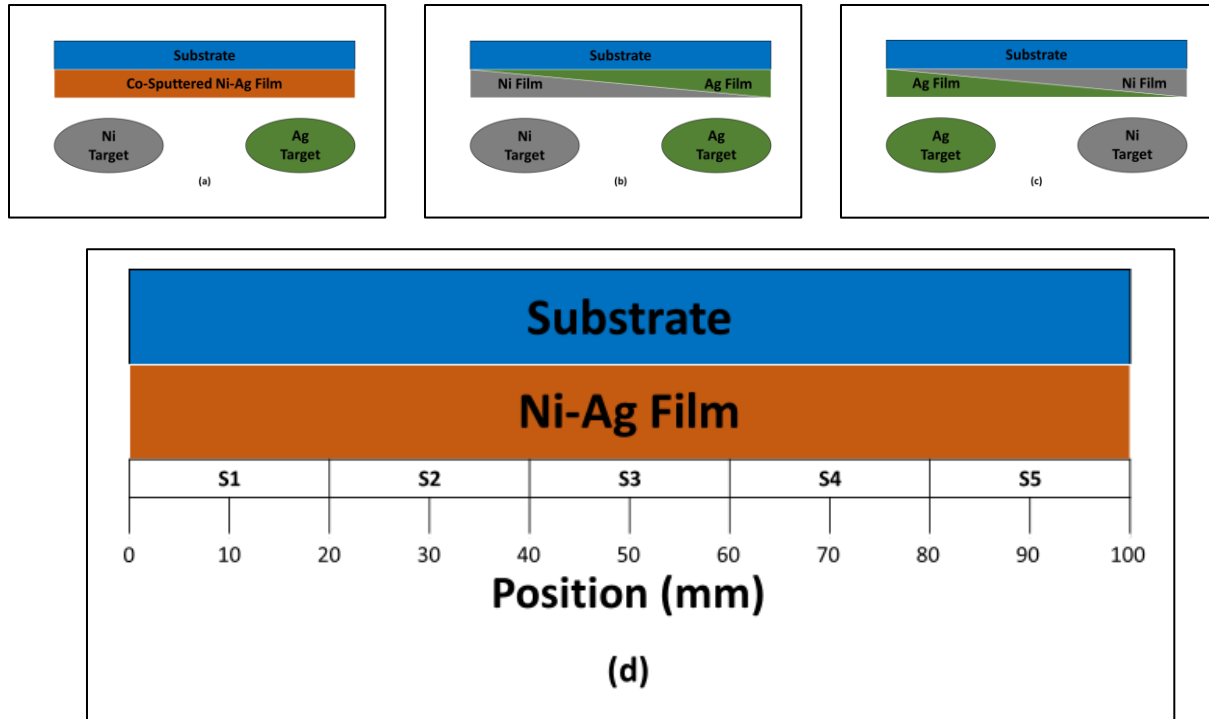 Substrate
Co-Sputtered Ni-Ag Film
Ni
Target
Ag
Target
(a)
Substrate
Ni Film
Ag Film
Ni
Target
Ag
Target
(b)
Substrate
Ag Film
Ni Film
Ag
Target
Ni
Target
(c)
Substrate
Ni-Ag Film
S1 S2 S3 S4 S5
0 10 20 30 40 50 60 70 80 90 100
Position (mm)
(d)